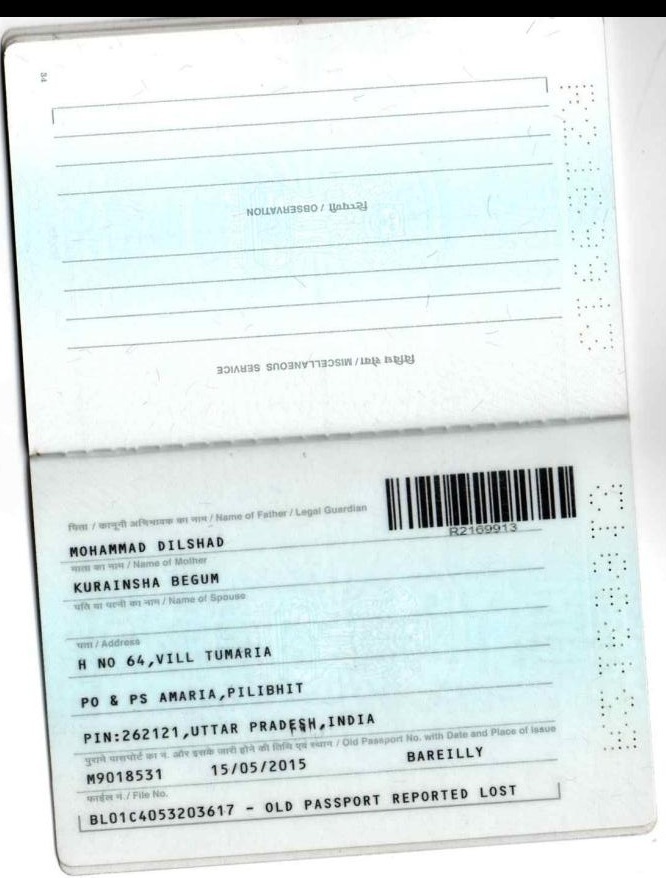 34
टिप्पणी / OBSERVATION
विविध सेवा / MISCELLANEOUS SERVICE
पिता / कानूनी अभिभावक का नाम / Name of Father / Legal Guardian
R2169913
MOHAMMAD DILSHAD
माता का नाम / Name of Mother
KURAINSHA BEGUM
पति या पत्नी का नाम / Name of Spouse
पता / Address
H NO 64,VILL TUMARIA
PO & PS AMARIA,PILIBHIT
PIN:262121,UTTAR PRADESH,INDIA
पुराने पासपोर्ट का नं. और इसके जारी होने की तिथि एवं स्थान / Old Passport No. with Date and Place of Issue
M9018531 15/05/2015 BAREILLY
फाईल नं./ File No.
BL01C4053203617 - OLD PASSPORT REPORTED LOST